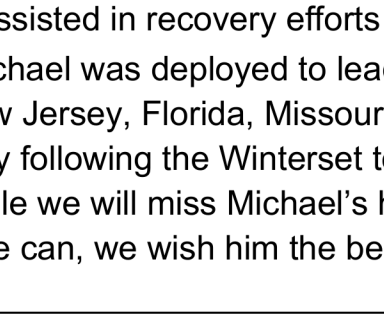 ssisted in recovery efforts
chael was deployed to lea
w Jersey, Florida, Missour
y following the Winterset t
le we will miss Michael’s
e can, we wish him the be